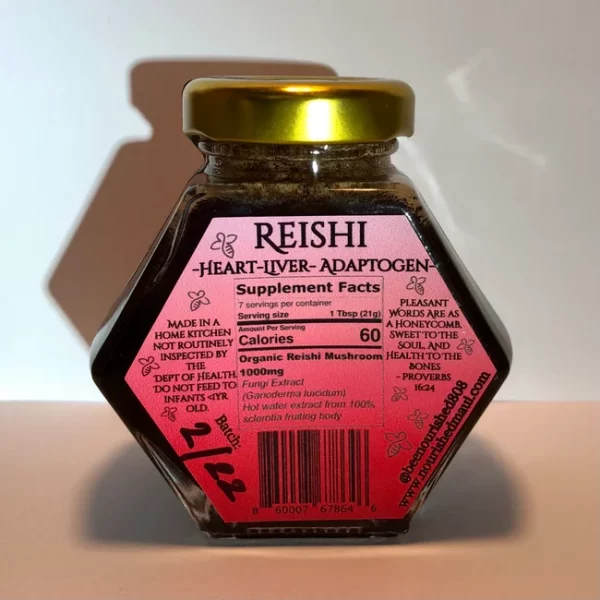 REISHI
-HEART-LIVER- ADAPTOGEN-
Supplement Facts
7 servings per container
Serving size 1 Tbsp (21g)
Amount Per Serving
Calories 60
Organic Reishi Mushroom
1000mg
Fungi Extract
(Ganoderma lucidum)
Hot water extract from 100%
sclerotia fruiting body
MADE IN A
HOME KITCHEN
NOT ROUTINELY
INSPECTED BY
THE
DEPT OF HEALTH.
DO NOT FEED TO
INFANTS <1YR
OLD.
Batch:
2/22
PLEASANT
WORDS ARE AS
A HONEYCOMB,
SWEET TO THE
SOUL, AND
HEALTH TO THE
BONES
- PROVERBS
16:24
@beenourished808
www.nourishedmaui.com
8 60007 67864 6